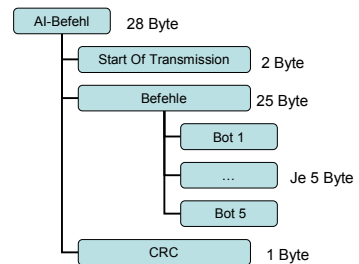 AI-Befehl 28 Byte
Start Of Transmission 2 Byte
Befehle 25 Byte
Bot 1
... Je 5 Byte
Bot 5
CRC 1 Byte